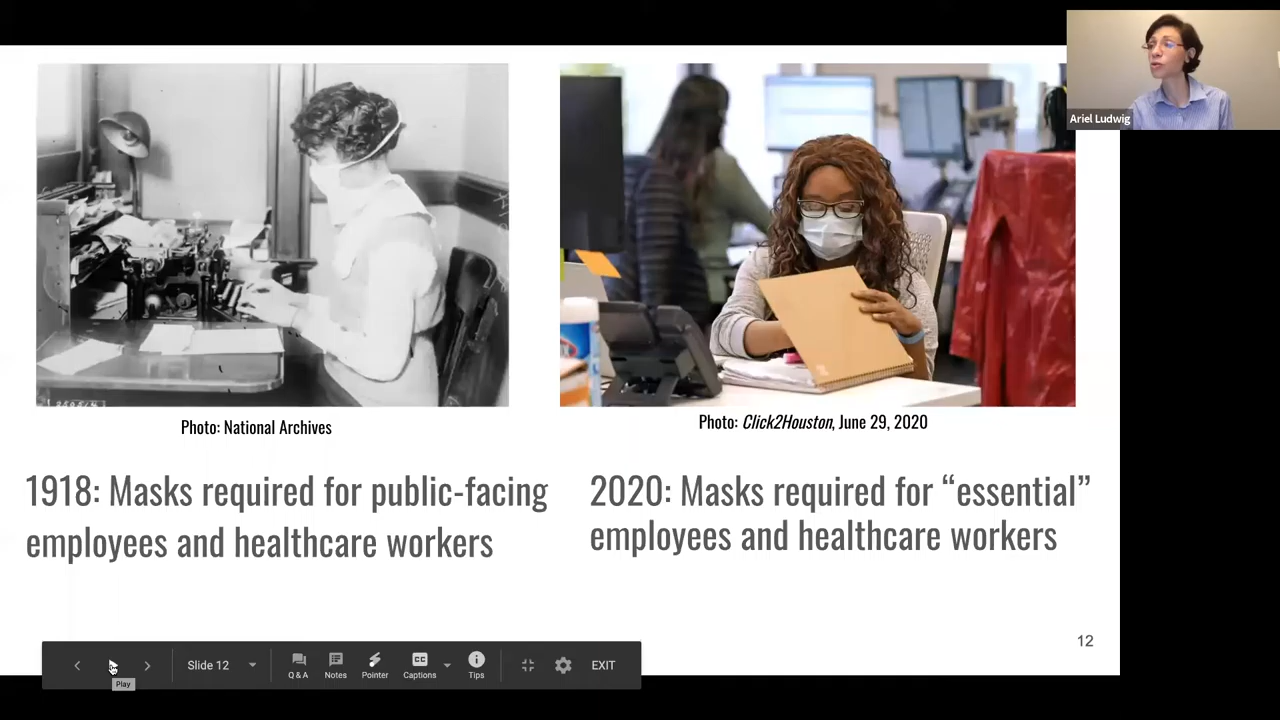 Ariel Ludwig
Photo: National Archives
Photo: Click2Houston, June 29, 2020
1918: Masks required for public-facing
employees and healthcare workers
2020: Masks required for “essential”
employees and healthcare workers
12
Slide 12
Q & A
Notes
Pointer
CC
Captions
Tips
EXIT
Play